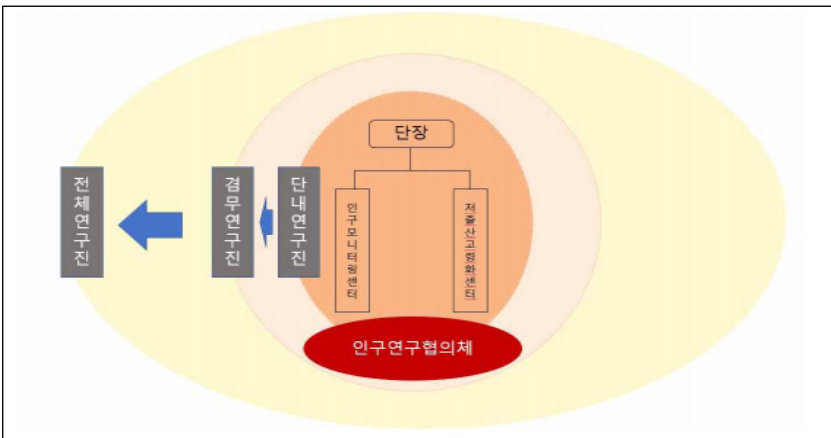 단장
전체연구진
겸무연구진
단내연구진
인구모니터링센터
저출산고령화센터
인구연구협의체